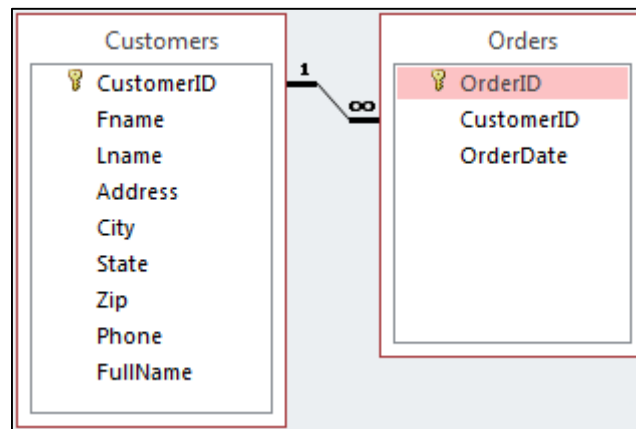 Customers
CustomerID
Fname
Lname
Address
City
State
Zip
Phone
FullName
1
∞
Orders
OrderID
CustomerID
OrderDate